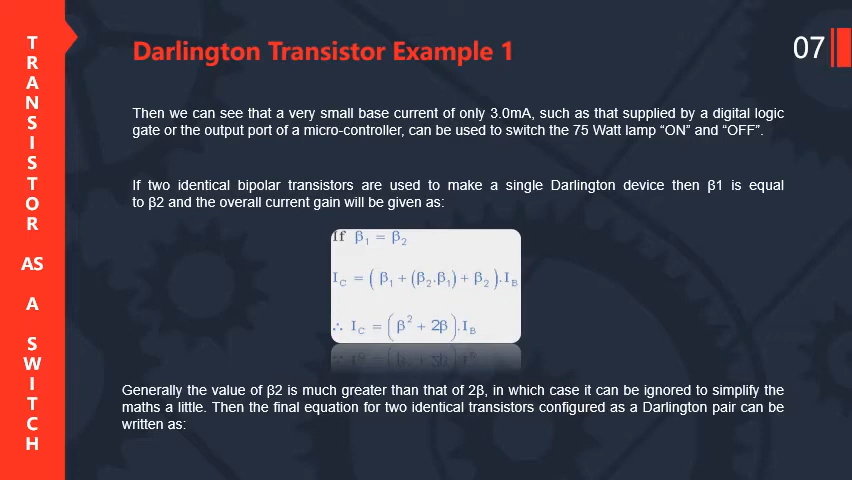 TRANSISTOR AS A SWITCH
Darlington Transistor Example 1
07
Then we can see that a very small base current of only 3.0mA, such as that supplied by a digital logic
gate or the output port of a micro-controller, can be used to switch the 75 Watt lamp “ON” and “OFF”.
If two identical bipolar transistors are used to make a single Darlington device then β1 is equal
to β2 and the overall current gain will be given as:
If β₁ = β₂
I_C = ( β₁ + (β₂.β₁) + β₂ ).I_B
∴ I_C = ( β² + 2β ).I_B
Generally the value of β2 is much greater than that of 2β, in which case it can be ignored to simplify the
maths a little. Then the final equation for two identical transistors configured as a Darlington pair can be
written as: